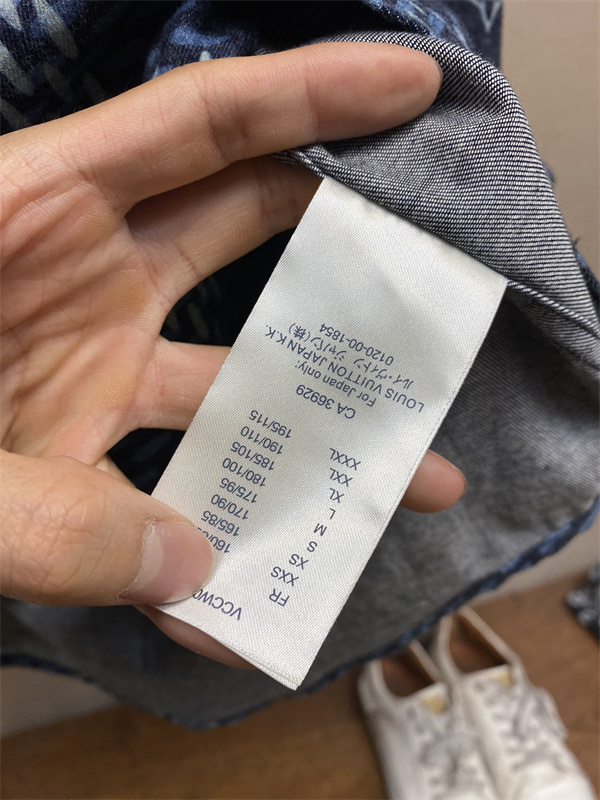 FR
XXS
XS 165/85
S 170/90
M 175/95
L 180/100
XL 185/105
XXL 190/110
XXXL 195/115
CA 36929
For Japan only:
LOUIS VUITTON JAPAN K.K.
ルイ・ヴィトン ジャパン(株)
0120-00-1854